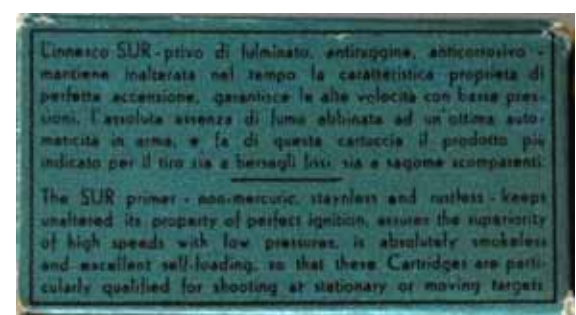 L'innesco SUR - privo di fulminato, antiruggine, anticorrosivo -
mantiene inalterata nel tempo la caratteristica proprietà di
perfetta accensione, garantisce le alte velocità con basse pres-
sioni, l'assoluta assenza di fumo abbinata ad un'ottima auto-
maticità in arma, e fa di questa cartuccia il prodotto più
indicato per il tiro sia a bersagli fissi sia a sagome scomparenti.
The SUR primer - non-mercuric, staynless and rustless - keeps
unaltered its property of perfect ignition, assures the superiority
of high speeds with low pressures, is absolutely smokeless
and excellent self-loading, so that these Cartridges are parti-
cularly qualified for shooting at stationary or moving targets